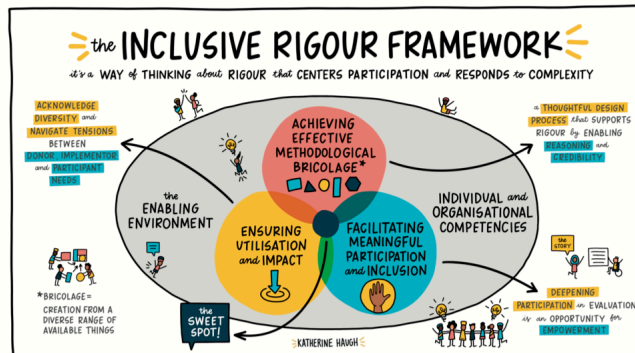 the INCLUSIVE RIGOUR FRAMEWORK
it's a WAY OF THINKING about RIGOUR that CENTERS PARTICIPATION and RESPONDS to COMPLEXITY
ACKNOWLEDGE
DIVERSITY and
NAVIGATE TENSIONS
BETWEEN
DONOR, IMPLEMENTOR
and PARTICIPANT
NEEDS
ACHIEVING
EFFECTIVE
METHODOLOGICAL
BRICOLAGE*
a THOUGHTFUL DESIGN
PROCESS that SUPPORTS
RIGOUR by ENABLING
REASONING and
CREDIBILITY
the
ENABLING
ENVIRONMENT
INDIVIDUAL and
ORGANISATIONAL
COMPETENCIES
ENSURING
UTILISATION
and IMPACT
FACILITATING
MEANINGFUL
PARTICIPATION
and INCLUSION
the
STORY
*BRICOLAGE=
CREATION FROM A
DIVERSE RANGE OF
AVAILABLE THINGS
the
SWEET
SPOT!
DEEPENING
PARTICIPATION in EVALUATION
is an OPPORTUNITY for
EMPOWERMENT
KATHERINE HAUGH